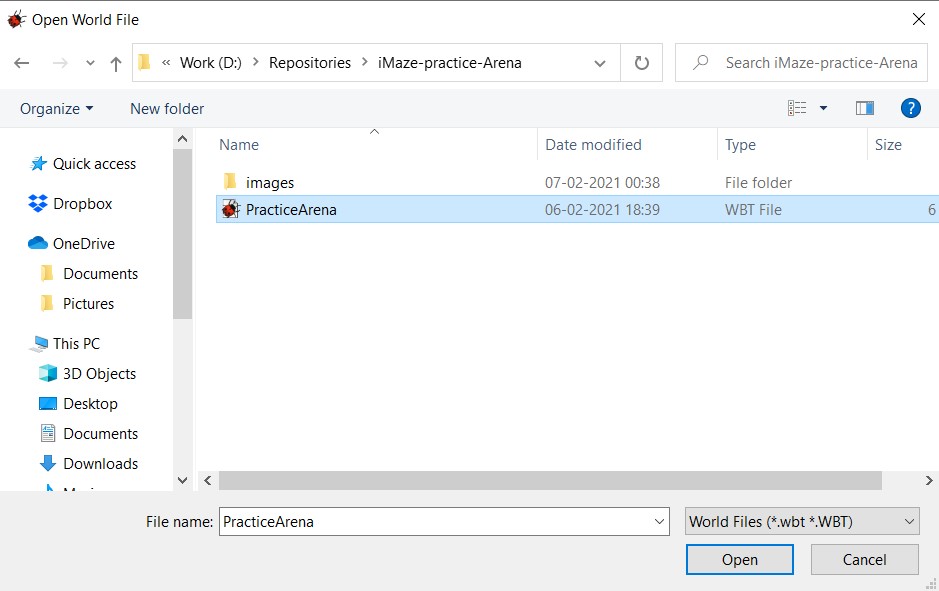 Open World File
« Work (D:) > Repositories > iMaze-practice-Arena
Search iMaze-practice-Arena
Organize
New folder
?
Name Date modified Type Size
Quick access
Dropbox
OneDrive
Documents
Pictures
This PC
3D Objects
Desktop
Documents
Downloads
images 07-02-2021 00:38 File folder
PracticeArena 06-02-2021 18:39 WBT File 6
File name: PracticeArena
World Files (*.wbt *.WBT)
Open
Cancel